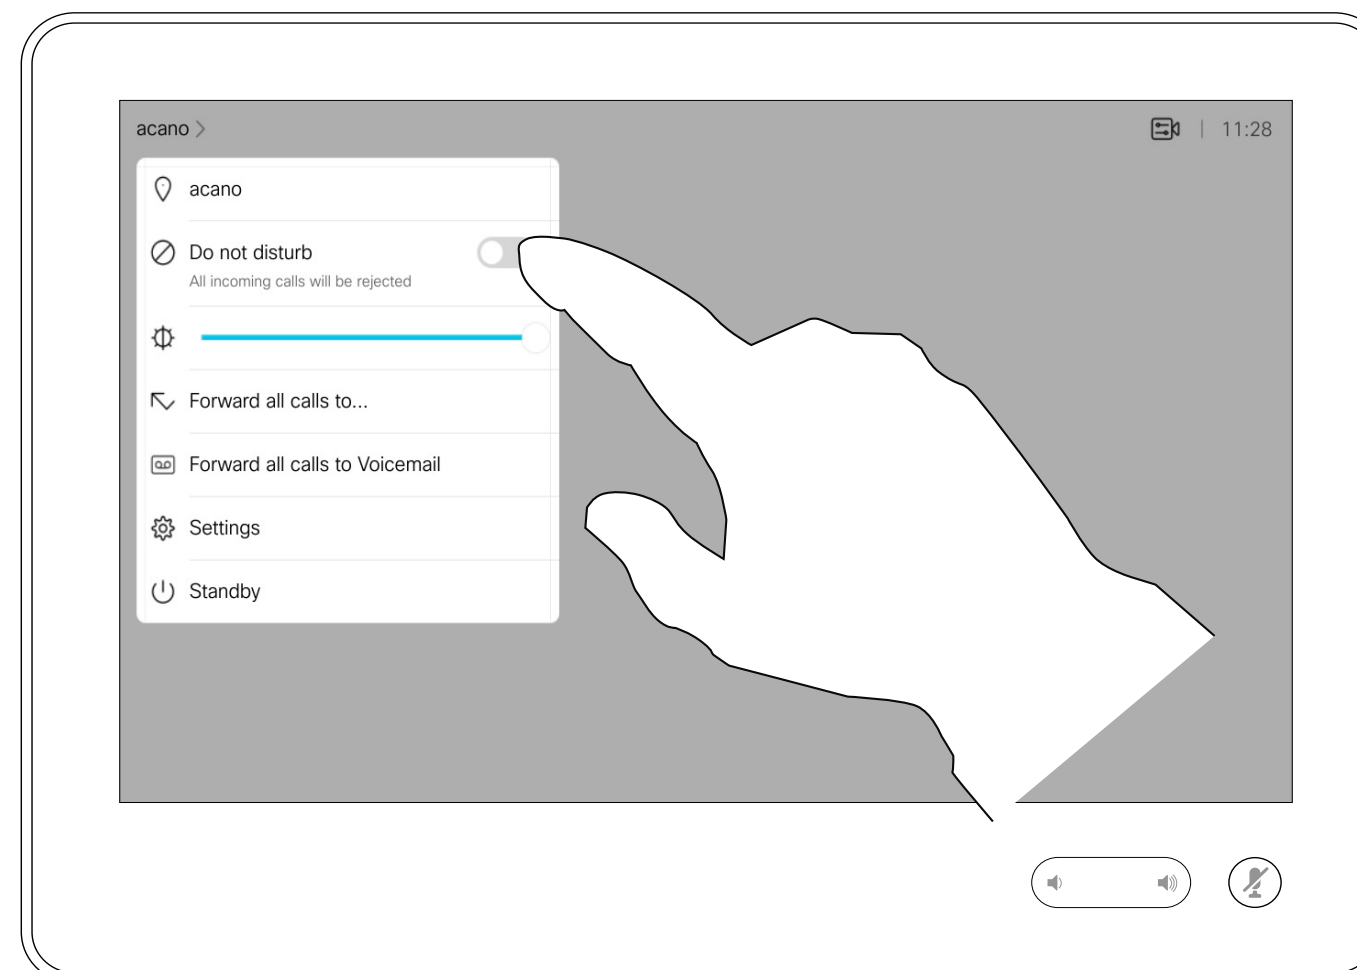 acano
11:28
acano
Do not disturb
All incoming calls will be rejected
Forward all calls to...
Forward all calls to Voicemail
Settings
Standby